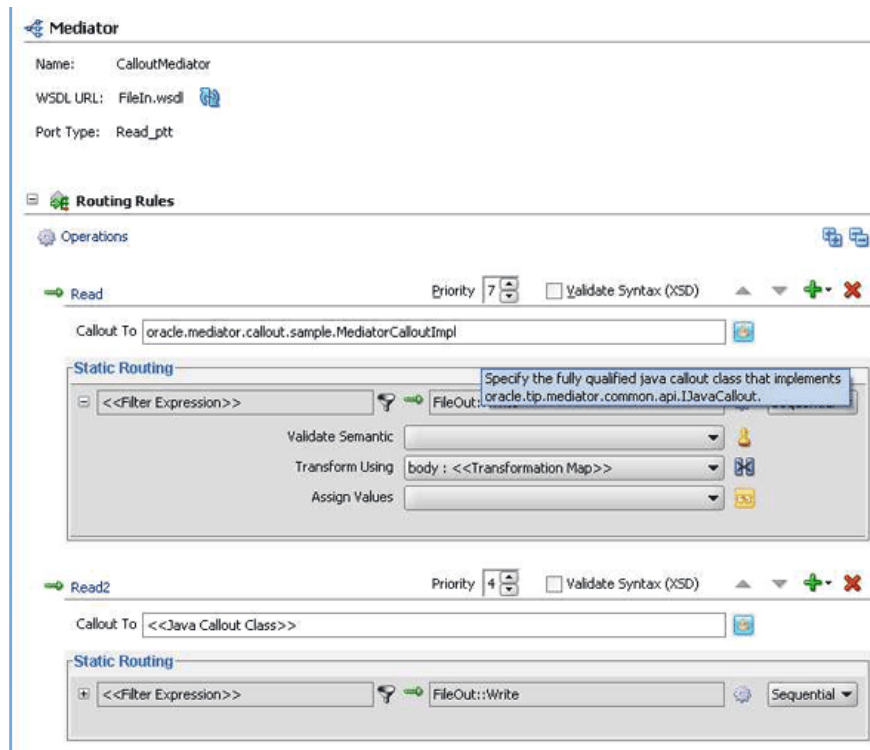 Mediator
Name: CalloutMediator
WSDL URL: FileIn.wsdl
Port Type: Read_ptt
Routing Rules
Operations
Read Priority 7 Validate Syntax (XSD)
Callout To oracle.mediator.callout.sample.MediatorCalloutImpl
Static Routing
Specify the fully qualified java callout class that implements
oracle.tip.mediator.common.api.IJavaCallout.
<<Filter Expression>> FileOut::Write Sequential
Validate Semantic
Transform Using body : <<Transformation Map>>
Assign Values
Read2 Priority 4 Validate Syntax (XSD)
Callout To <<Java Callout Class>>
Static Routing
<<Filter Expression>> FileOut::Write Sequential